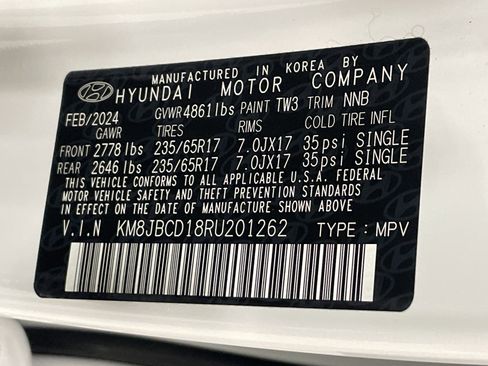 MANUFACTURED IN KOREA BY
HYUNDAI MOTOR COMPANY
FEB/2024 GVWR 4861lbs PAINT TW3 TRIM NNB
GAWR TIRES RIMS COLD TIRE INFL
FRONT 2778 lbs 235/65R17 7.0JX17 35psi SINGLE
REAR 2646 lbs 235/65R17 7.0JX17 35psi SINGLE
THIS VEHICLE CONFORMS TO ALL APPLICABLE U.S.A. FEDERAL
MOTOR VEHICLE SAFETY AND THEFT PREVENTION STANDARDS
IN EFFECT ON THE DATE OF MANUFACTURE SHOWN ABOVE
V.I.N KM8JBCD18RU201262 TYPE : MPV